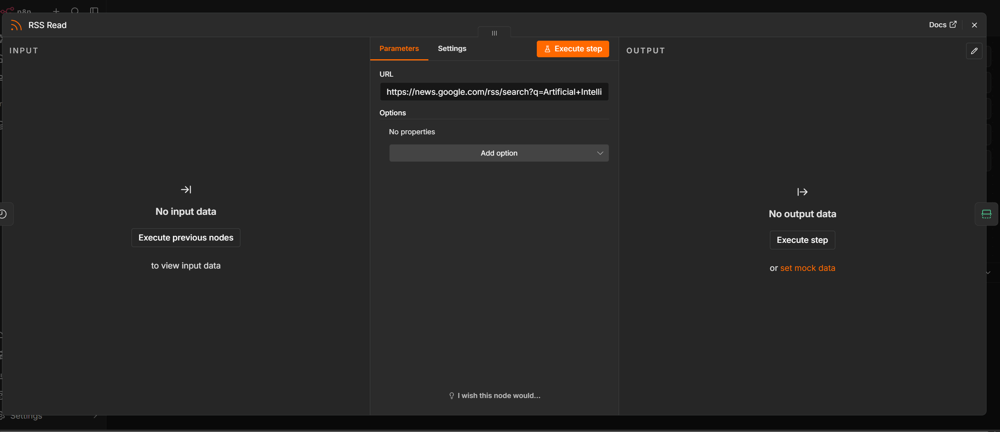 n8n
RSS Read
Docs
INPUT
Parameters
Settings
Execute step
OUTPUT
URL
https://news.google.com/rss/search?q=Artificial+Intelli
Options
No properties
Add option
No input data
Execute previous nodes
to view input data
No output data
Execute step
or set mock data
I wish this node would...
Settings